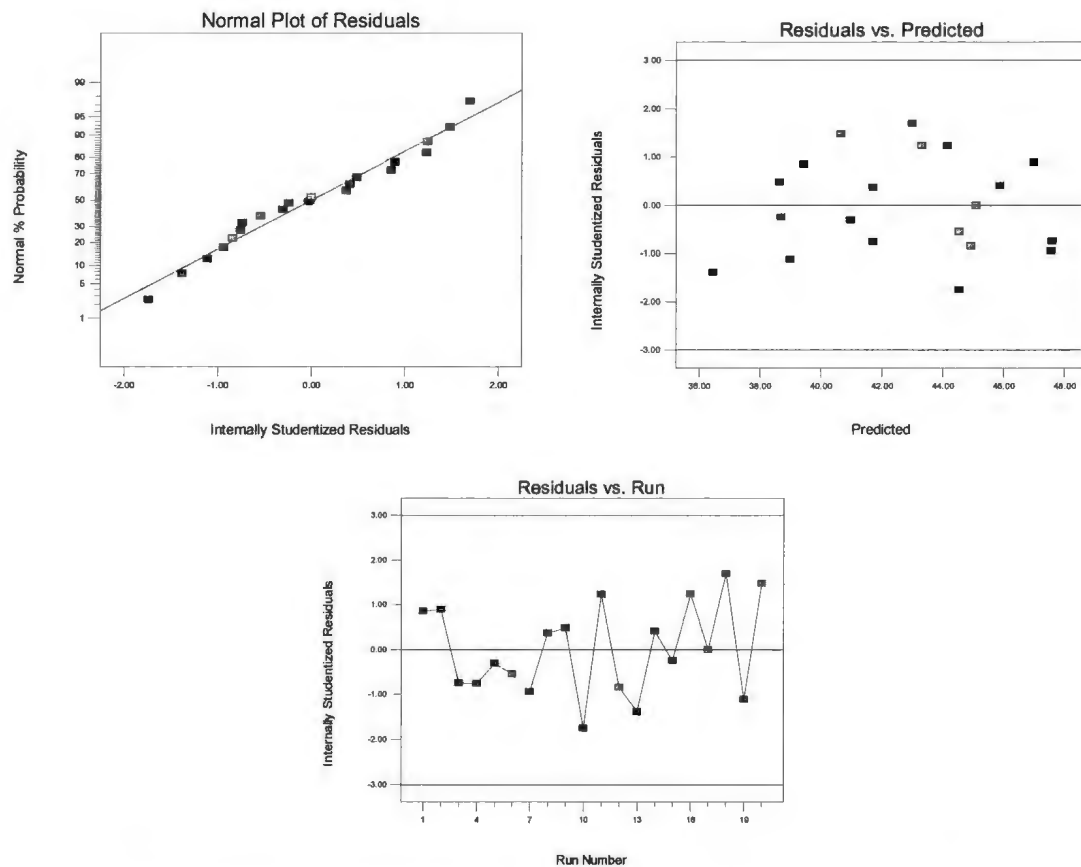 Normal Plot of Residuals
Normal % Probability
99
95
90
80
70
50
30
20
10
5
1
-2.00 -1.00 0.00 1.00 2.00
Internally Studentized Residuals
Residuals vs. Predicted
Internally Studentized Residuals
3.00
2.00
1.00
0.00
-1.00
-2.00
-3.00
36.00 38.00 40.00 42.00 44.00 46.00 48.00
Predicted
Residuals vs. Run
Internally Studentized Residuals
3.00
2.00
1.00
0.00
-1.00
-2.00
-3.00
1 4 7 10 13 16 19
Run Number